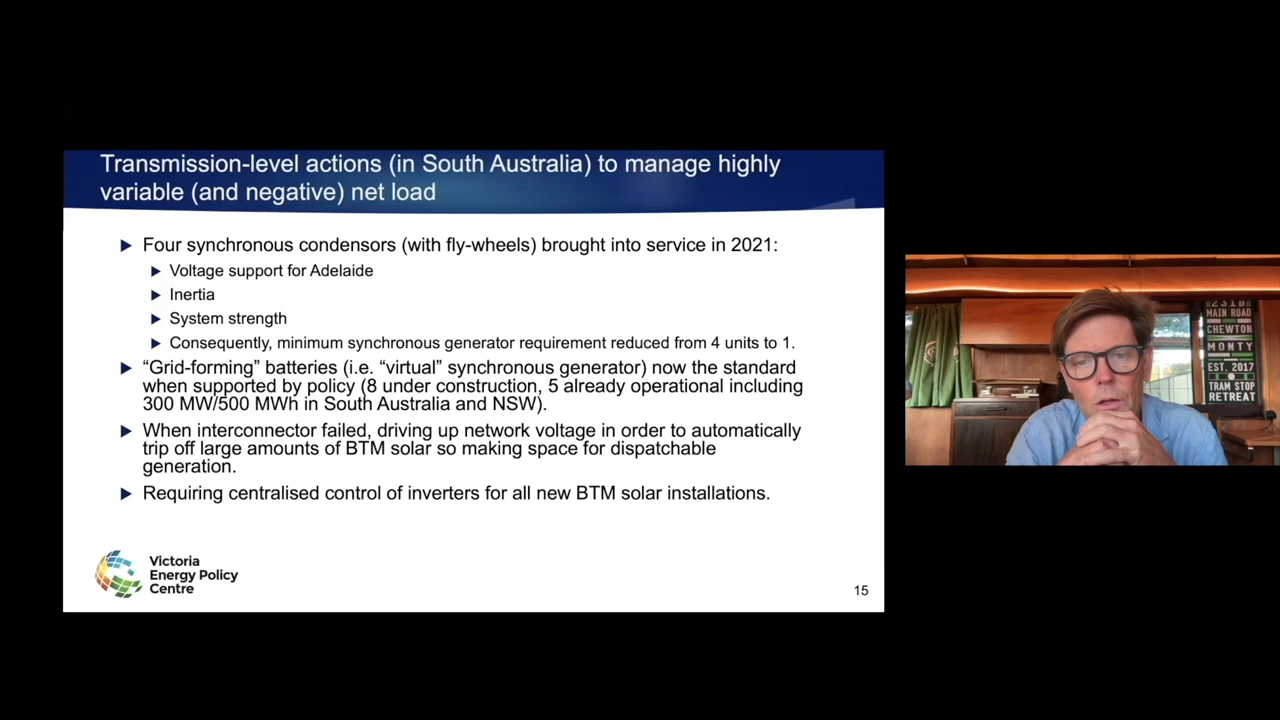 Transmission-level actions (in South Australia) to manage highly
variable (and negative) net load
Four synchronous condensors (with fly-wheels) brought into service in 2021:
Voltage support for Adelaide
Inertia
System strength
Consequently, minimum synchronous generator requirement reduced from 4 units to 1.
“Grid-forming” batteries (i.e. “virtual” synchronous generator) now the standard
when supported by policy (8 under construction, 5 already operational including
300 MW/500 MWh in South Australia and NSW).
When interconnector failed, driving up network voltage in order to automatically
trip off large amounts of BTM solar so making space for dispatchable
generation.
Requiring centralised control of inverters for all new BTM solar installations.
Victoria
Energy Policy
Centre
15
231B
MAIN ROAD
CHEWTON
MONTY
EST. 2017
TRAM STOP
RETREAT